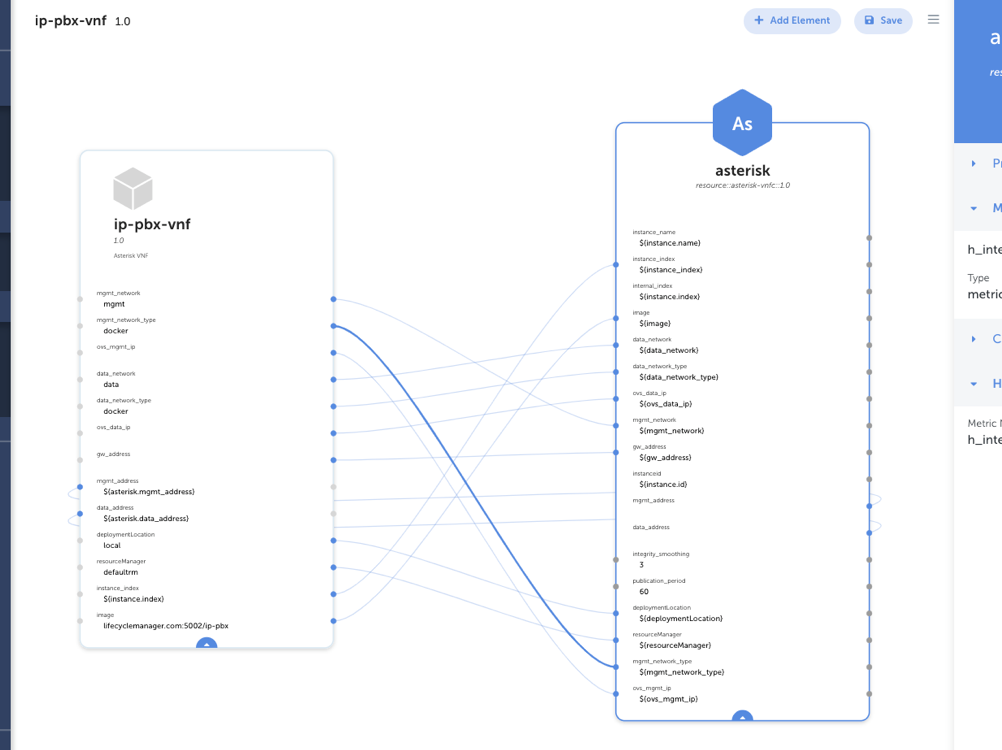 ip-pbx-vnf 1.0
Add Element
Save
ip-pbx-vnf
1.0
Asterisk VNF
mgmt_network
mgmt
mgmt_network_type
docker
ovs_mgmt_ip
data_network
data
data_network_type
docker
ovs_data_ip
gw_address
mgmt_address
${asterisk.mgmt_address}
data_address
${asterisk.data_address}
deploymentLocation
local
resourceManager
defaultrm
instance_index
${instance.index}
image
lifecyclemanager.com:5002/ip-pbx
As
asterisk
resource::asterisk-vnfc::1.0
instance_name
${instance.name}
instance_index
${instance_index}
internal_index
${instance.index}
image
${image}
data_network
${data_network}
data_network_type
${data_network_type}
ovs_data_ip
${ovs_data_ip}
mgmt_network
${mgmt_network}
gw_address
${gw_address}
instanceid
${instance.id}
mgmt_address
data_address
integrity_smoothing
3
publication_period
60
deploymentLocation
${deploymentLocation}
resourceManager
${resourceManager}
mgmt_network_type
${mgmt_network_type}
ovs_mgmt_ip
${ovs_mgmt_ip}
a
res
P
M
h_inte
Type
metric
C
H
Metric N
h_inte